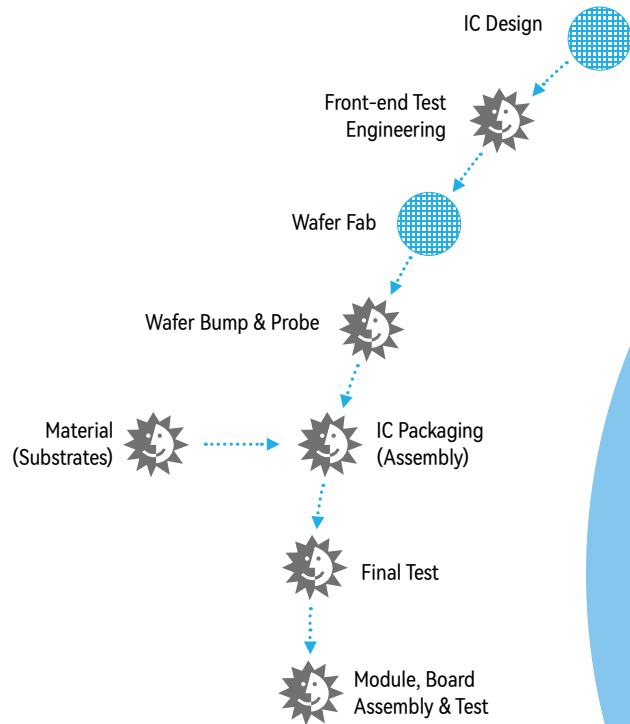 IC Design
Front-end Test
Engineering
Wafer Fab
Wafer Bump & Probe
Material
(Substrates)
IC Packaging
(Assembly)
Final Test
Module, Board
Assembly & Test